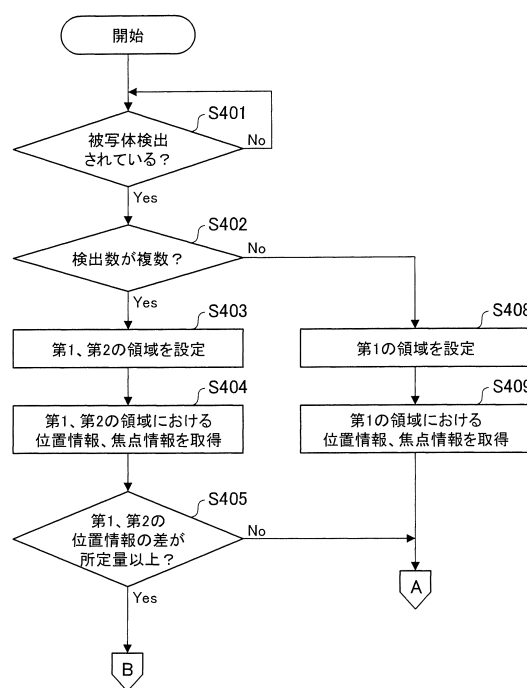 開始
S401
被写体検出
されている？
No
Yes
S402
検出数が複数？
No
Yes
S403
第1、第2の領域を設定
S408
第1の領域を設定
S404
第1、第2の領域における
位置情報、焦点情報を取得
S409
第1の領域における
位置情報、焦点情報を取得
S405
第1、第2の
位置情報の差が
所定量以上？
No
Yes
A
B